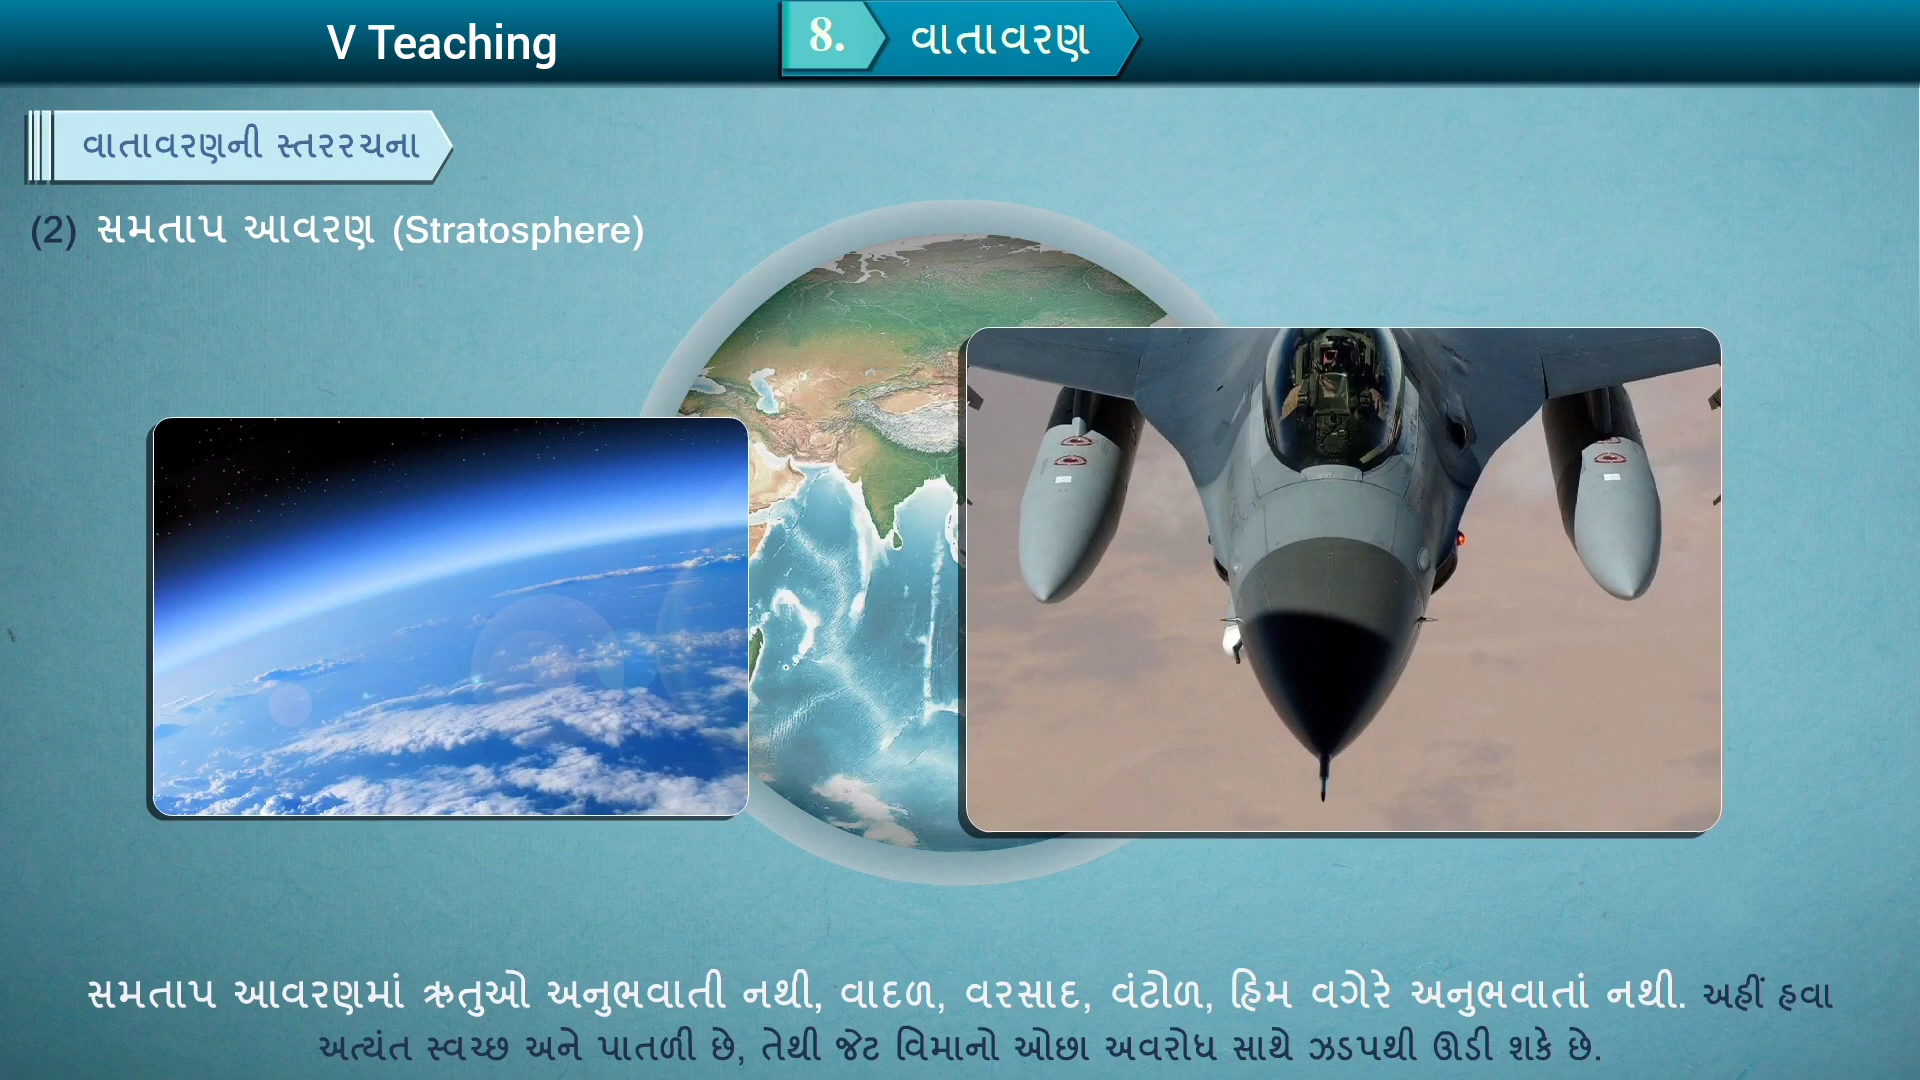 V Teaching
8. વાતાવરણ
વાતાવરણની સ્તરરચના
(2) સમતાપ આવરણ (Stratosphere)
સમતાપ આવરણમાં ઋતુઓ અનુભવાતી નથી, વાદળ, વરસાદ, વંટોળ, હિમ વગેરે અનુભવાતાં નથી. અહીં હવા
અત્યંત સ્વચ્છ અને પાતળી છે, તેથી જેટ વિમાનો ઓછા અવરોધ સાથે ઝડપથી ઊડી શકે છે.